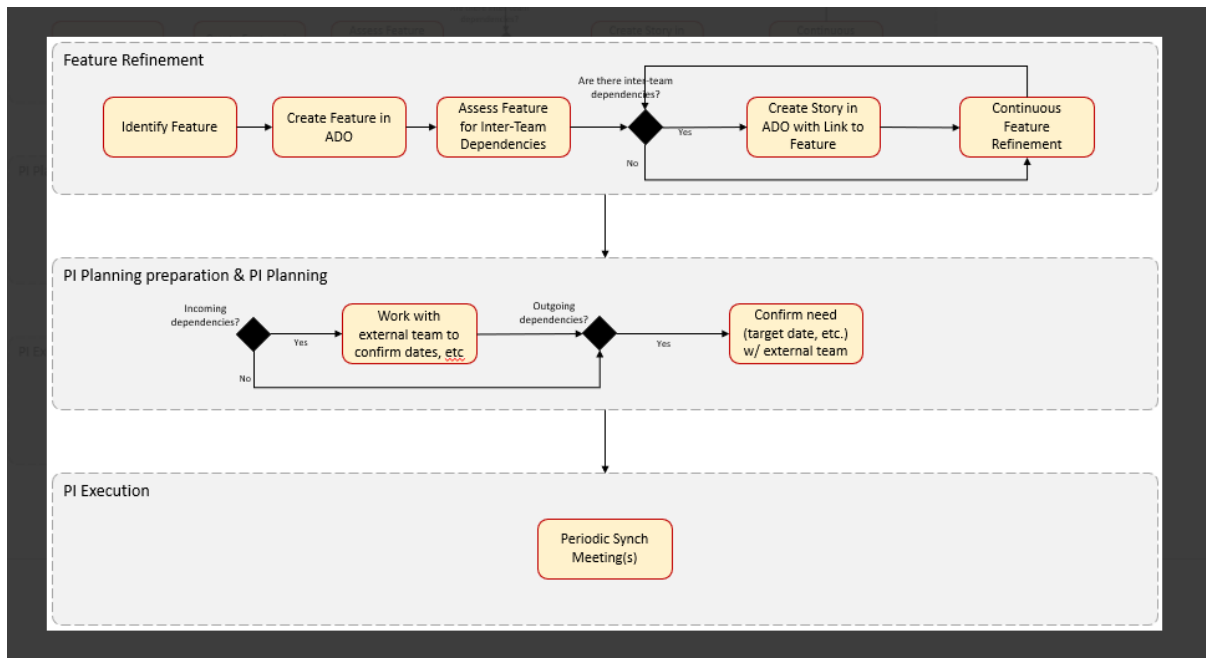 Feature Refinement
Are there inter-team
dependencies?
Identify Feature
Create Feature in
ADO
Assess Feature
for Inter-Team
Dependencies
Yes
No
Create Story in
ADO with Link to
Feature
Continuous
Feature
Refinement
PI Planning preparation & PI Planning
Incoming
dependencies?
Yes
No
Work with
external team to
confirm dates, etc
Outgoing
dependencies?
Yes
Confirm need
(target date, etc.)
w/ external team
PI Execution
Periodic Synch
Meeting(s)